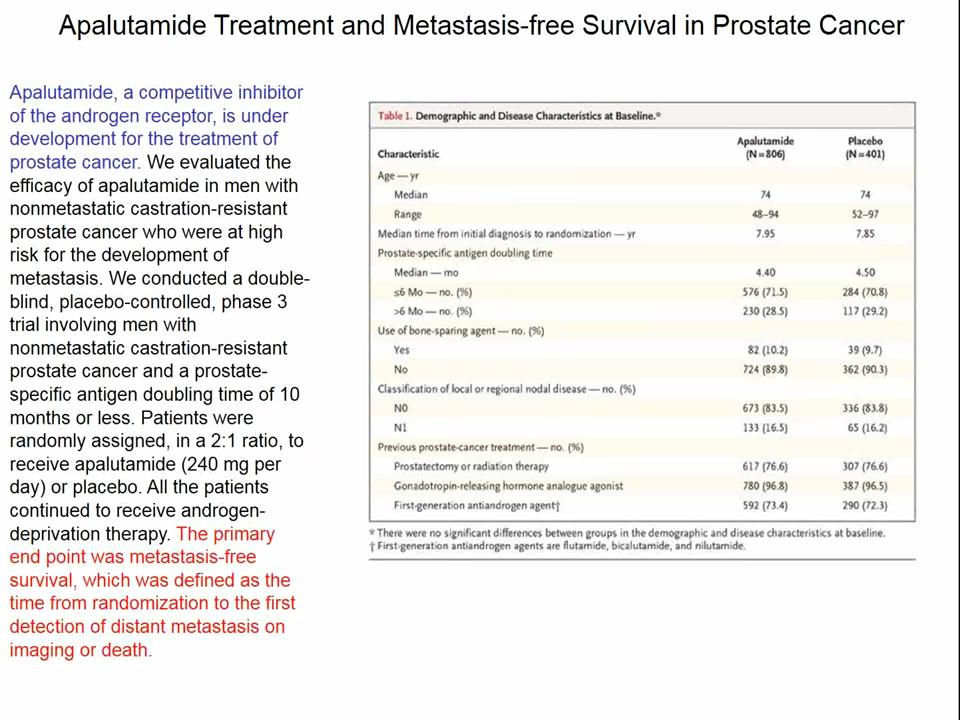 Apalutamide Treatment and Metastasis-free Survival in Prostate Cancer
Apalutamide, a competitive inhibitor
of the androgen receptor, is under
development for the treatment of
prostate cancer. We evaluated the
efficacy of apalutamide in men with
nonmetastatic castration-resistant
prostate cancer who were at high
risk for the development of
metastasis. We conducted a double-
blind, placebo-controlled, phase 3
trial involving men with
nonmetastatic castration-resistant
prostate cancer and a prostate-
specific antigen doubling time of 10
months or less. Patients were
randomly assigned, in a 2:1 ratio, to
receive apalutamide (240 mg per
day) or placebo. All the patients
continued to receive androgen-
deprivation therapy. The primary
end point was metastasis-free
survival, which was defined as the
time from randomization to the first
detection of distant metastasis on
imaging or death.
Table 1. Demographic and Disease Characteristics at Baseline.*
Characteristic Apalutamide (N=806) Placebo (N=401)
Age — yr
Median 74 74
Range 48–94 52–97
Median time from initial diagnosis to randomization — yr 7.95 7.85
Prostate-specific antigen doubling time
Median — mo 4.40 4.50
≤6 Mo — no. (%) 576 (71.5) 284 (70.8)
>6 Mo — no. (%) 230 (28.5) 117 (29.2)
Use of bone-sparing agent — no. (%)
Yes 82 (10.2) 39 (9.7)
No 724 (89.8) 362 (90.3)
Classification of local or regional nodal disease — no. (%)
N0 673 (83.5) 336 (83.8)
N1 133 (16.5) 65 (16.2)
Previous prostate-cancer treatment — no. (%)
Prostatectomy or radiation therapy 617 (76.6) 307 (76.6)
Gonadotropin-releasing hormone analogue agonist 780 (96.8) 387 (96.5)
First-generation antiandrogen agent† 592 (73.4) 290 (72.3)
* There were no significant differences between groups in the demographic and disease characteristics at baseline.
† First-generation antiandrogen agents are flutamide, bicalutamide, and nilutamide.